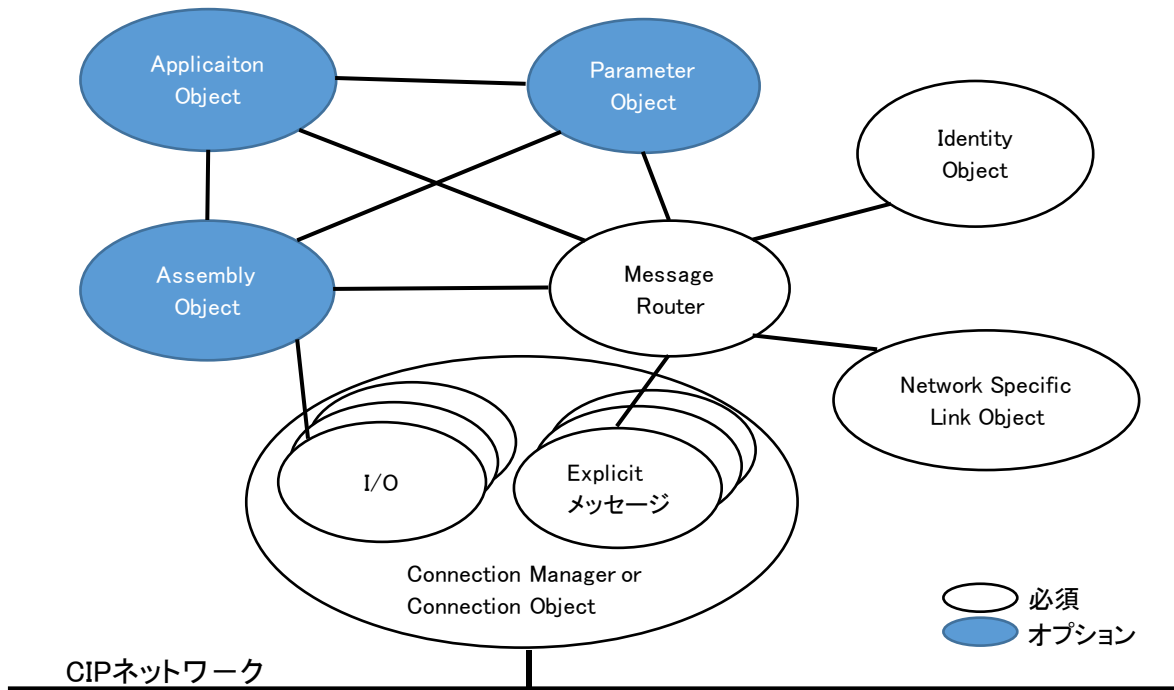 Applicaiton
Object
Parameter
Object
Identity
Object
Assembly
Object
Message
Router
Network Specific
Link Object
I/O
Explicit
メッセージ
Connection Manager or
Connection Object
必須
オプション
CIPネットワーク